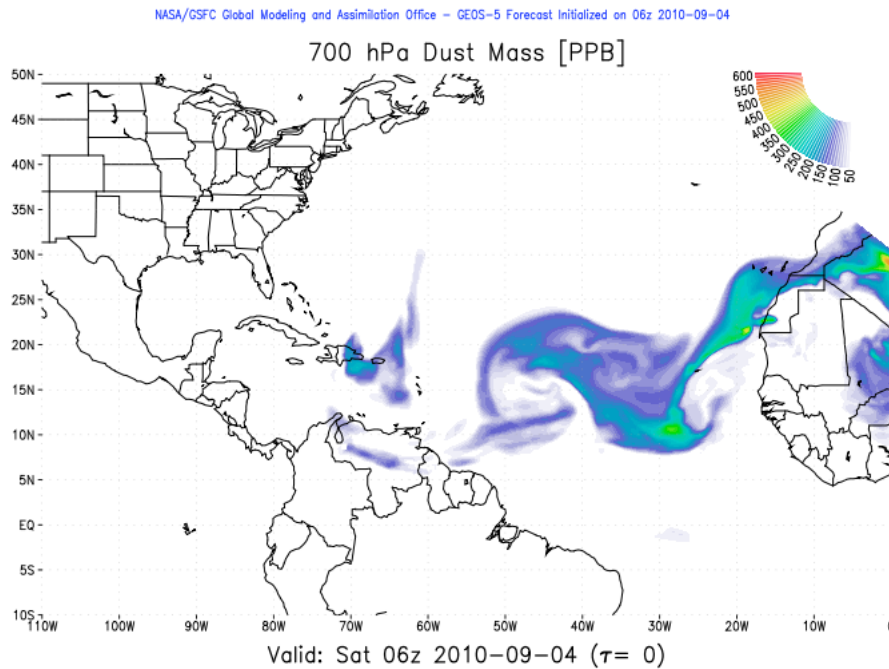 NASA/GSFC Global Modeling and Assimilation Office - GEOS-5 Forecast Initialized on 06z 2010-09-04
700 hPa Dust Mass [PPB]
600
550
500
450
400
350
300
250
200
150
100
50
50N
45N
40N
35N
30N
25N
20N
15N
10N
5N
EQ
5S
10S
110W
100W
90W
80W
70W
60W
50W
40W
30W
20W
10W
0
Valid: Sat 06z 2010-09-04 (τ= 0)